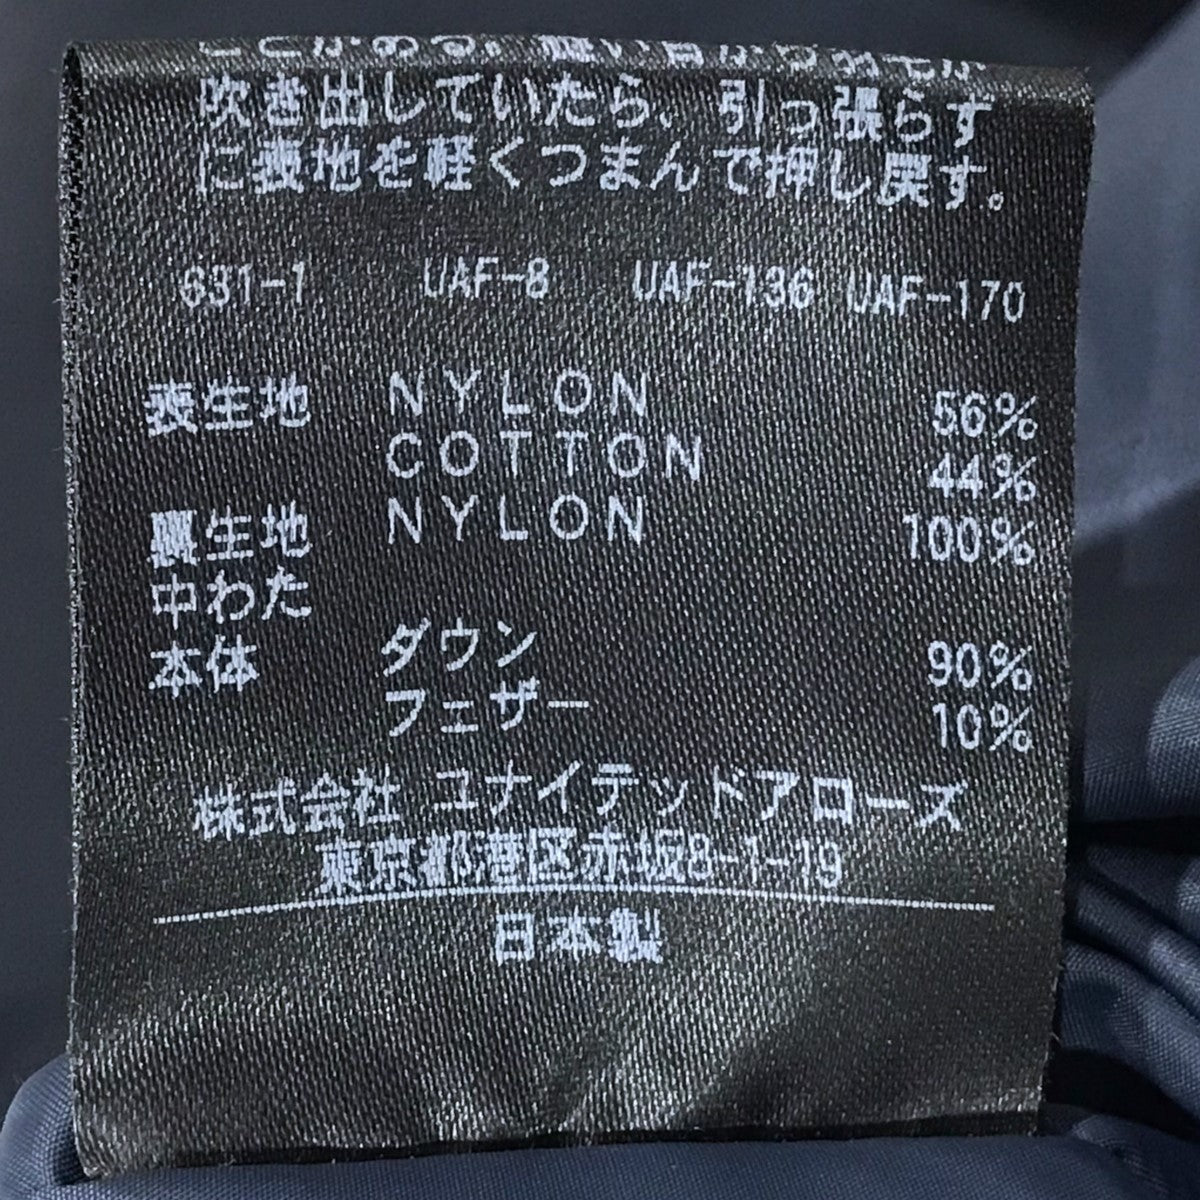 吹き出していたら、引っ張らず
に表地を軽くつまんで押し戻す。
631-1 UAF-8 UAF-136 UAF-170
表生地 NYLON 56%
COTTON 44%
裏生地 NYLON 100%
中わた
本体 ダウン 90%
フェザー 10%
株式会社 ユナイテッドアローズ
東京都港区赤坂8-1-19
日本製